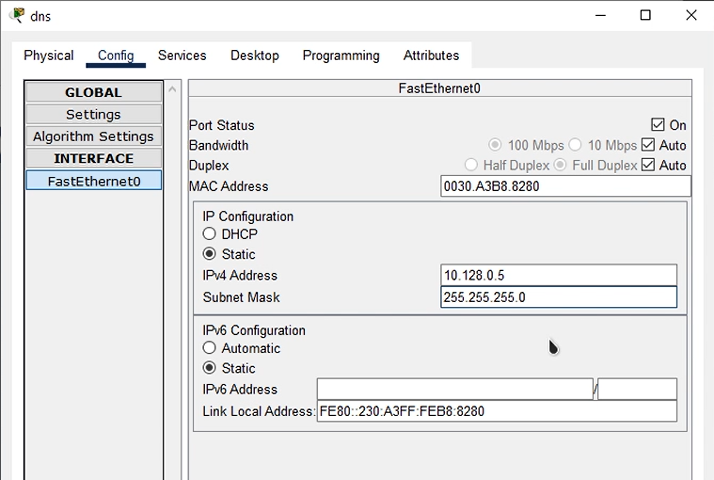 dns
Physical Config Services Desktop Programming Attributes
GLOBAL
Settings
Algorithm Settings
INTERFACE
FastEthernet0
FastEthernet0
Port Status On
Bandwidth 100 Mbps 10 Mbps Auto
Duplex Half Duplex Full Duplex Auto
MAC Address 0030.A3B8.8280
IP Configuration
DHCP
Static
IPv4 Address 10.128.0.5
Subnet Mask 255.255.255.0
IPv6 Configuration
Automatic
Static
IPv6 Address /
Link Local Address: FE80::230:A3FF:FEB8:8280